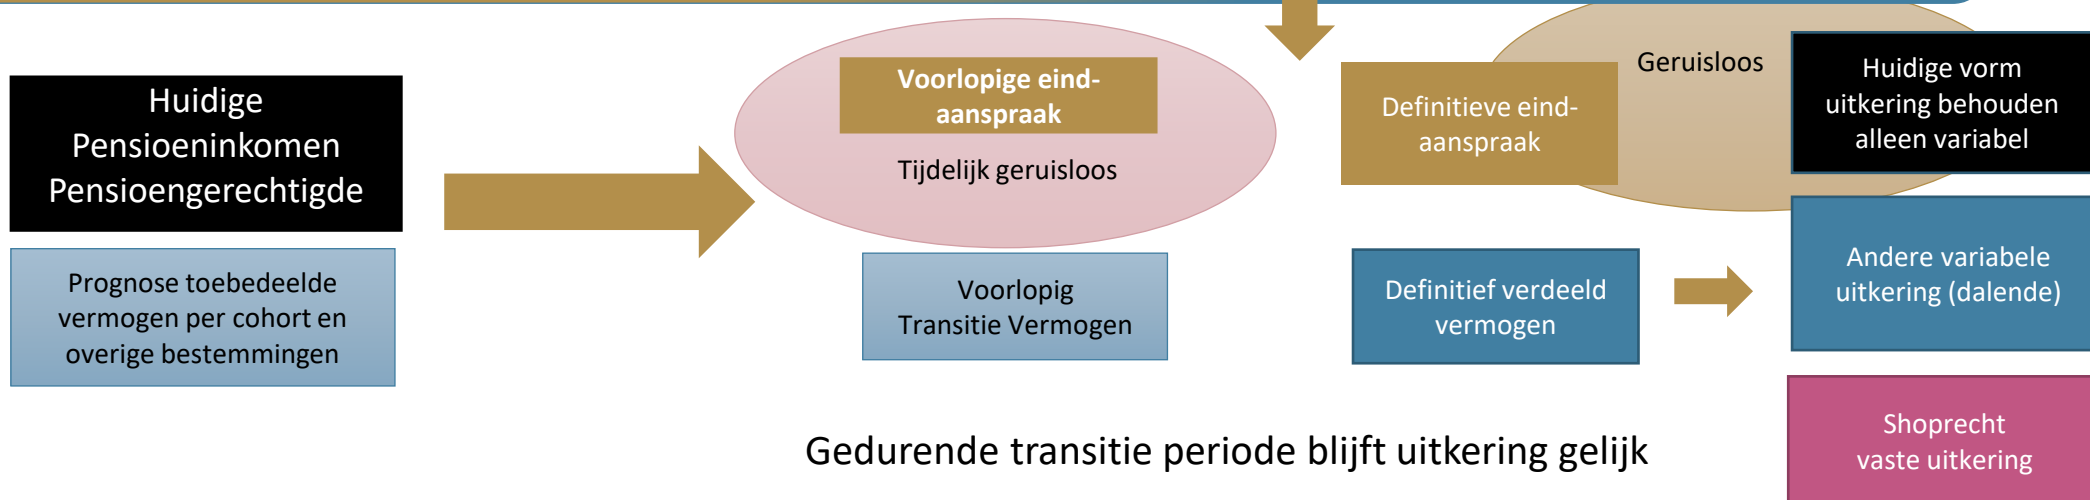 Huidige
Pensioeninkomen
Pensioengerechtigde
Prognose toebedeelde
vermogen per cohort en
overige bestemmingen
Voorlopige eind-
aanspraak
Tijdelijk geruisloos
Voorlopig
Transitie Vermogen
Definitieve eind-
aanspraak
Geruisloos
Huidige vorm
uitkering behouden
alleen variabel
Definitief verdeeld
vermogen
Andere variabele
uitkering (dalende)
Shoprecht
vaste uitkering
Gedurende transitie periode blijft uitkering gelijk